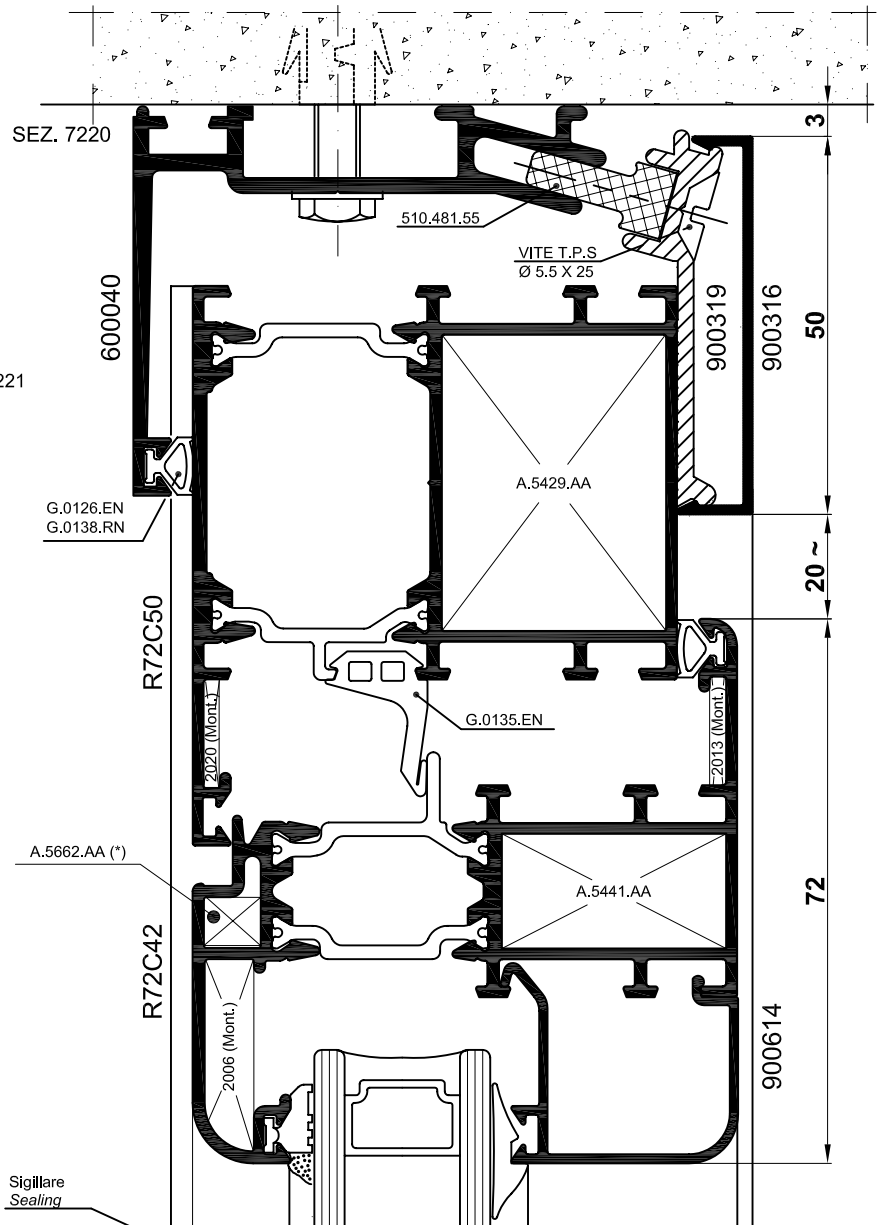 SEZ. 7220
3
510.481.55
VITE T.P.S
Ø 5.5 X 25
600040
900319
900316
50
221
A.5429.AA
G.0126.EN
G.0138.RN
20 ~
R72C50
G.0135.EN
2020 (Mont.)
2013 (Mont.)
A.5662.AA (*)
A.5441.AA
72
R72C42
2006 (Mont.)
900614
Sigillare
Sealing